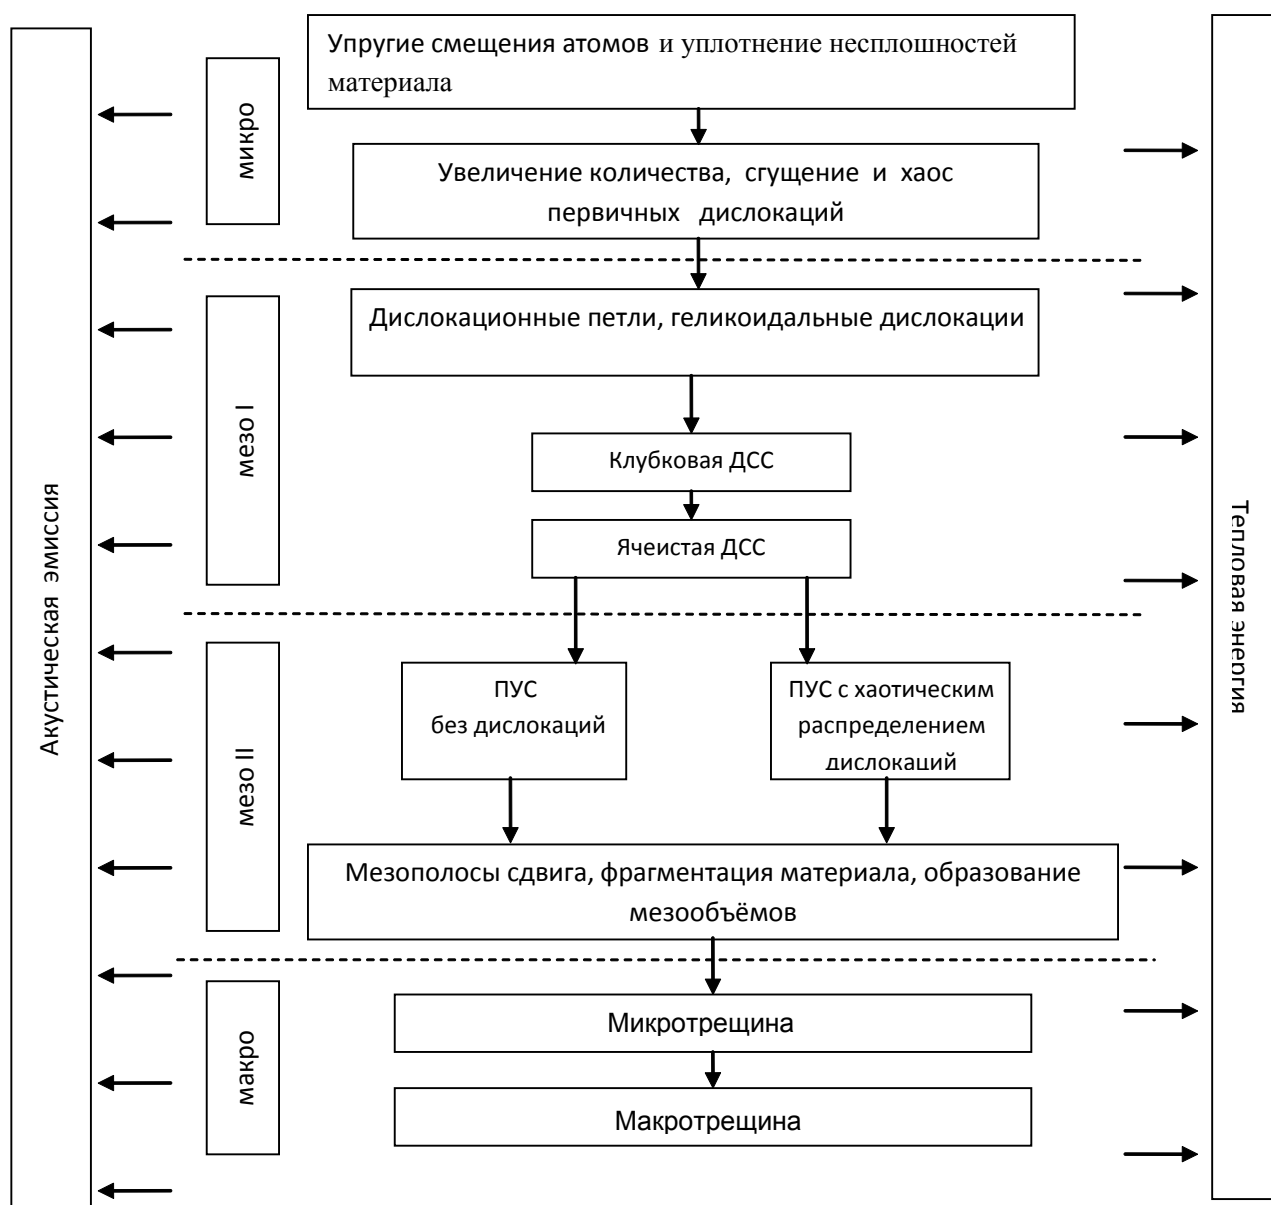 Упругие смещения атомов и уплотнение несплошностей
материала
микро
Увеличение количества, сгущение и хаос
первичных дислокаций
Дислокационные петли, геликоидальные дислокации
мезо I
Клубковая ДСС
Ячеистая ДСС
Акустическая эмиссия
Тепловая энергия
мезо II
ПУС
без дислокаций
ПУС с хаотическим
распределением
дислокаций
Мезополосы сдвига, фрагментация материала, образование
мезообъёмов
макро
Микротрещина
Макротрещина